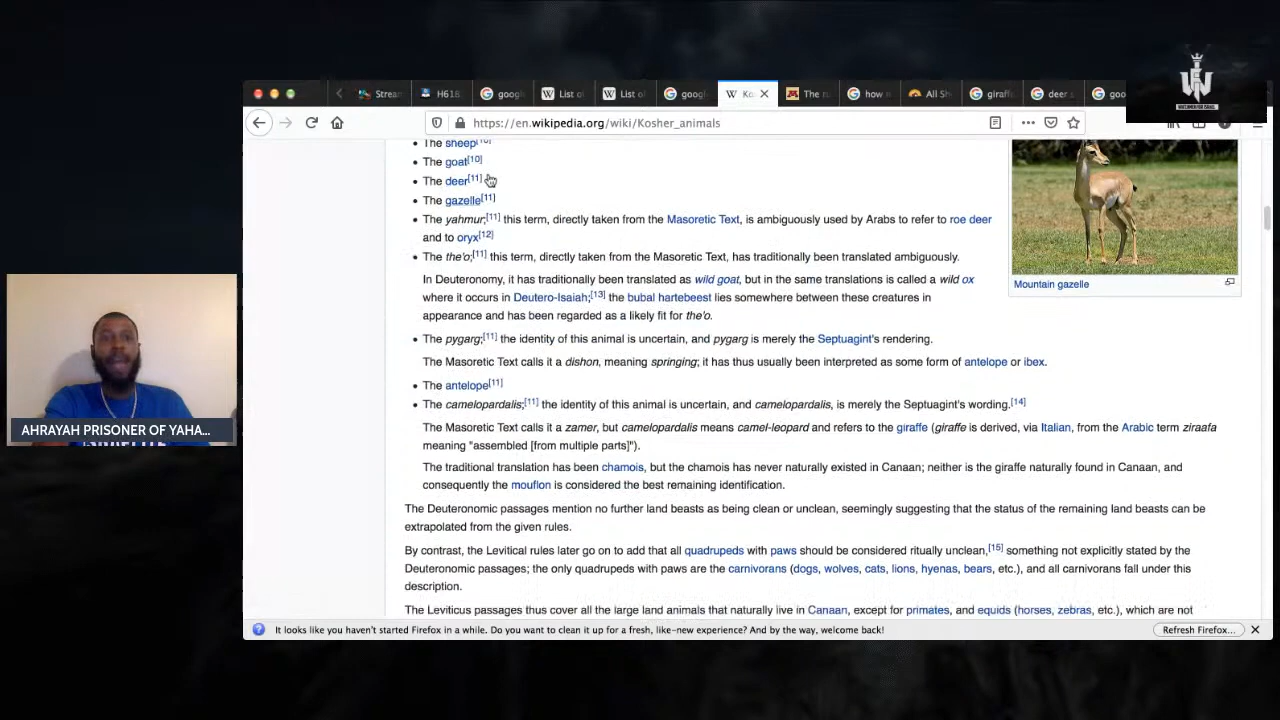 Strean
H618
googl
List o
List o
googl
Ko
The r
how
All Sh
giraff
deer
goo
WATCHMEN FOR ISRAEL
https://en.wikipedia.org/wiki/Kosher_animals
• The sheep[10]
• The goat[10]
• The deer[11]
• The gazelle[11]
• The yahmur;[11] this term, directly taken from the Masoretic Text, is ambiguously used by Arabs to refer to roe deer
and to oryx[12]
• The the'o;[11] this term, directly taken from the Masoretic Text, has traditionally been translated ambiguously.
In Deuteronomy, it has traditionally been translated as wild goat, but in the same translations is called a wild ox
where it occurs in Deutero-Isaiah;[13] the bubal hartebeest lies somewhere between these creatures in
appearance and has been regarded as a likely fit for the'o.
Mountain gazelle
• The pygarg;[11] the identity of this animal is uncertain, and pygarg is merely the Septuagint's rendering.
The Masoretic Text calls it a dishon, meaning springing; it has thus usually been interpreted as some form of antelope or ibex.
• The antelope[11]
• The camelopardalis;[11] the identity of this animal is uncertain, and camelopardalis, is merely the Septuagint's wording.[14]
The Masoretic Text calls it a zamer, but camelopardalis means camel-leopard and refers to the giraffe (giraffe is derived, via Italian, from the Arabic term ziraafa
meaning "assembled [from multiple parts]").
The traditional translation has been chamois, but the chamois has never naturally existed in Canaan; neither is the giraffe naturally found in Canaan, and
consequently the mouflon is considered the best remaining identification.
The Deuteronomic passages mention no further land beasts as being clean or unclean, seemingly suggesting that the status of the remaining land beasts can be
extrapolated from the given rules.
By contrast, the Levitical rules later go on to add that all quadrupeds with paws should be considered ritually unclean,[15] something not explicitly stated by the
Deuteronomic passages; the only quadrupeds with paws are the carnivorans (dogs, wolves, cats, lions, hyenas, bears, etc.), and all carnivorans fall under this
description.
The Leviticus passages thus cover all the large land animals that naturally live in Canaan, except for primates, and equids (horses, zebras, etc.), which are not
It looks like you haven't started Firefox in a while. Do you want to clean it up for a fresh, like-new experience? And by the way, welcome back!
Refresh Firefox...
AHRAYAH PRISONER OF YAHA...